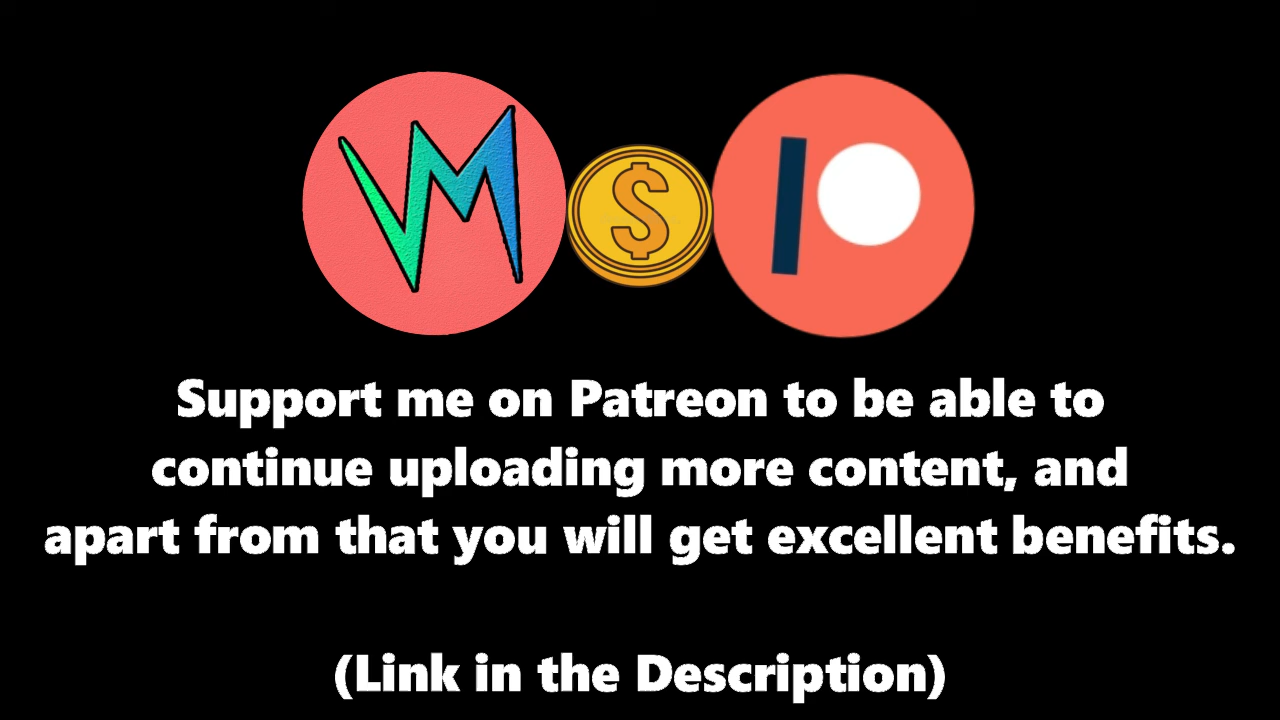 VM $
Support me on Patreon to be able to
continue uploading more content, and
apart from that you will get excellent benefits.
(Link in the Description)